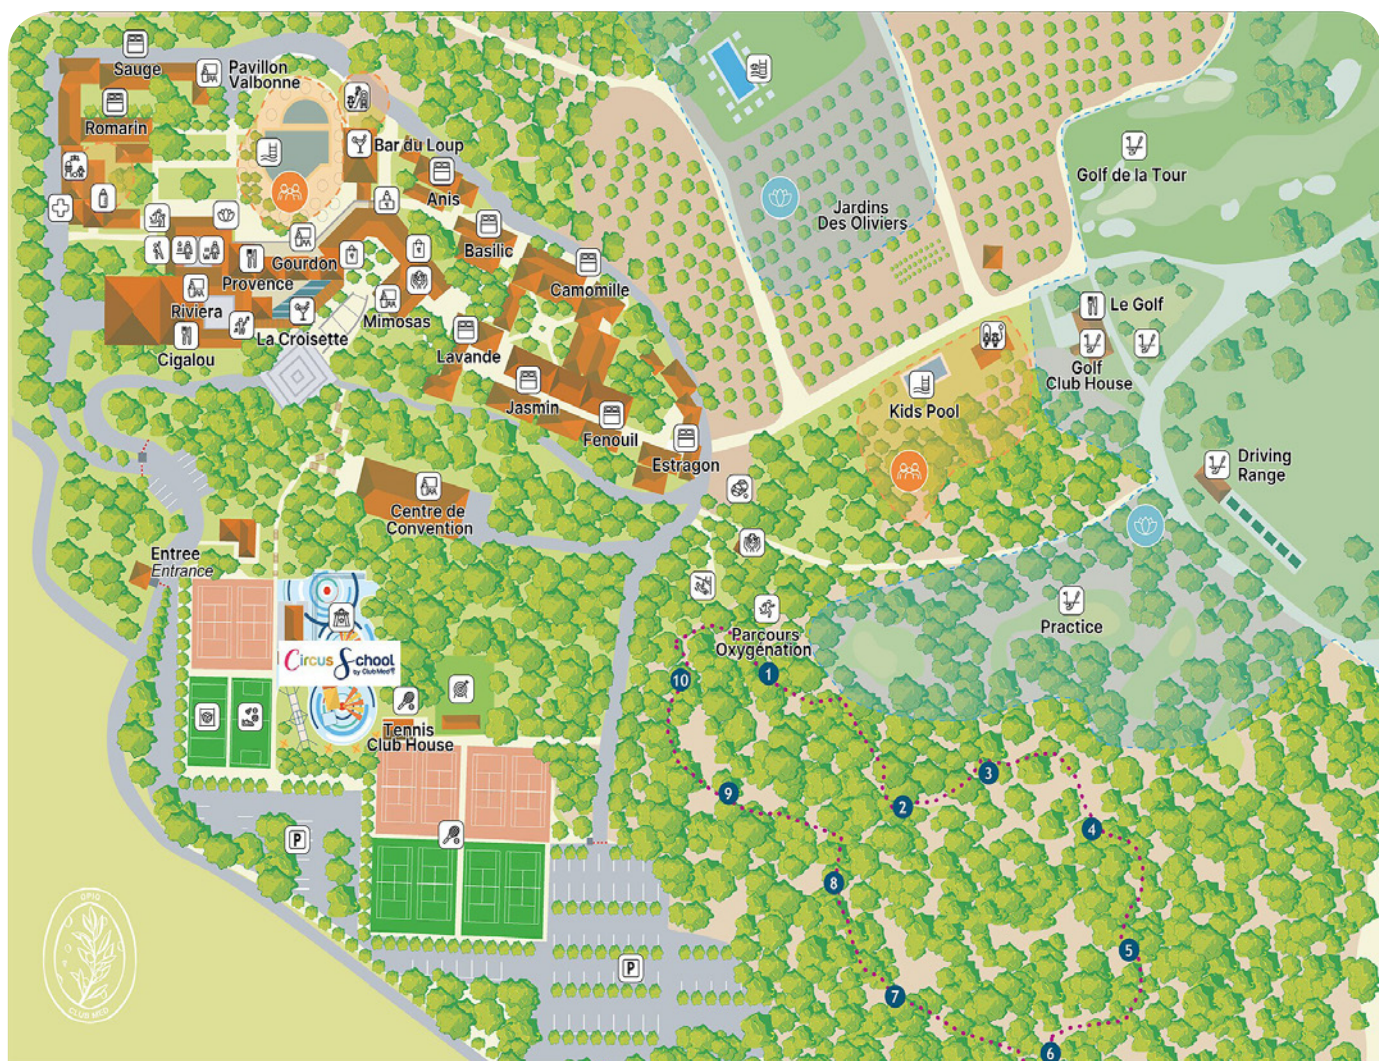 Sauge
Pavillon
Valbonne
Romarin
Bar du Loup
Anis
Basilic
Camomille
Gourdon
Provence
Riviera
Mimosas
La Croisette
Cigalou
Lavande
Jasmin
Fenouil
Estragon
Golf de la Tour
Jardins
Des Oliviers
Le Golf
Golf
Club House
Kids Pool
Driving
Range
Centre de
Convention
Entree
Entrance
Practice
Parcours
Oxygénation
Circus School
by Club Med
Tennis
Club House
P
P
1
2
3
4
5
6
7
8
9
10
OPIO
CLUB MED